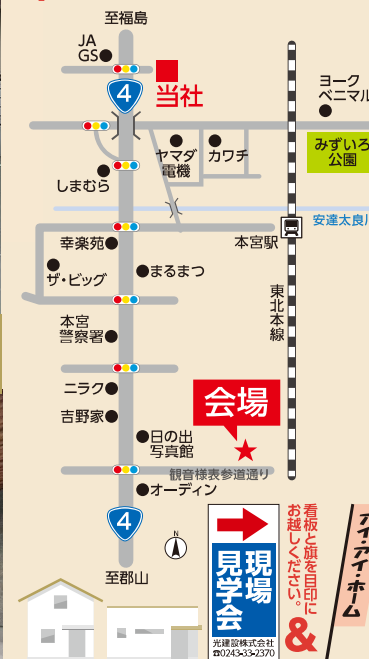 至福島
JA
GS
当社
4
ヨーク
ベニマル
ヤマダ
電機
カワチ
みずいろ
公園
しまむら
安達太良川
幸楽苑
本宮駅
ザ・ビッグ
まるまつ
東北本線
本宮
警察署
ニラク
吉野家
会場
日の出
写真館
観音様表参道通り
オーディン
4
N
至郡山
現場
見学会
光建設株式会社
☎0243-33-2370
看板と旗を目印に
お越しください。
&
アイ・アイ・ホーム